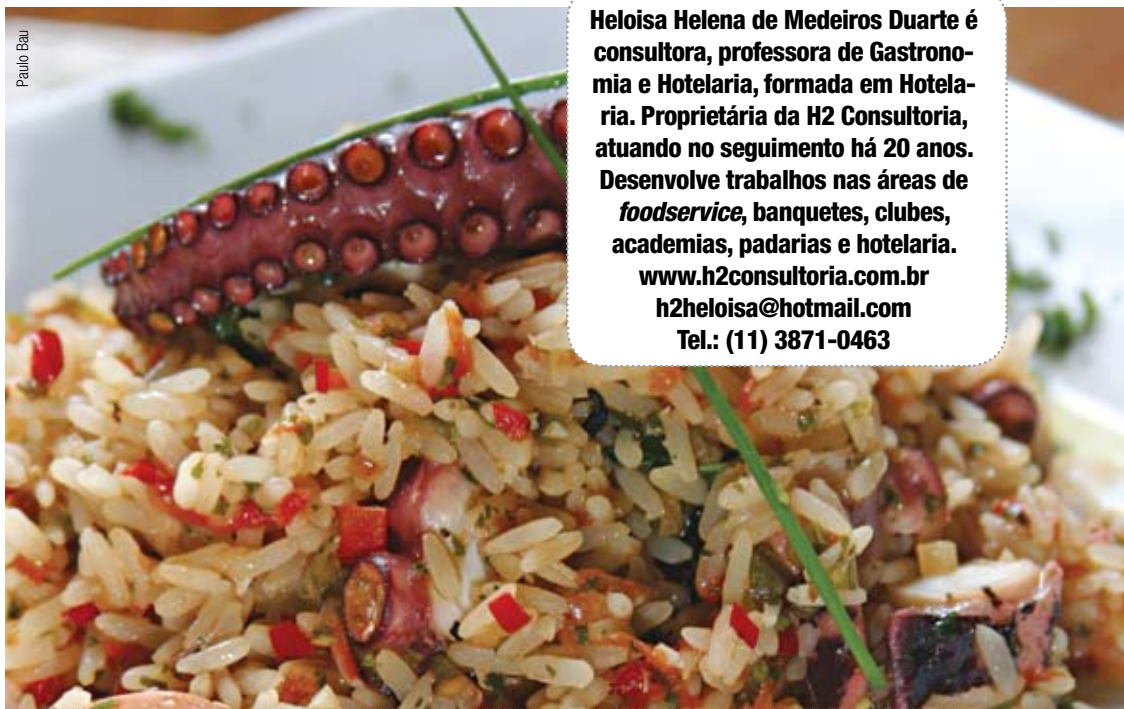 Paulo Bau
Heloisa Helena de Medeiros Duarte é
consultora, professora de Gastrono-
mia e Hotelaria, formada em Hotela-
ria. Proprietária da H2 Consultoria,
atuando no seguimento há 20 anos.
Desenvolve trabalhos nas áreas de
foodservice, banquetes, clubes,
academias, padarias e hotelaria.
www.h2consultoria.com.br
h2heloisa@hotmail.com
Tel.: (11) 3871-0463